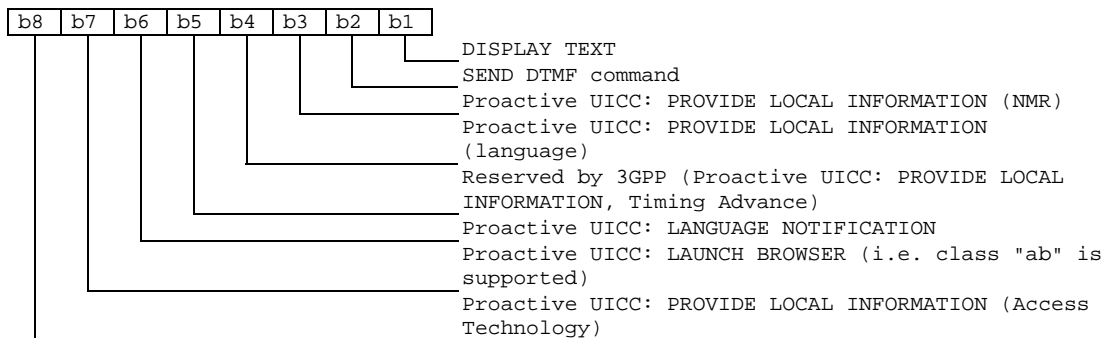 b8 b7 b6 b5 b4 b3 b2 b1
DISPLAY TEXT
SEND DTMF command
Proactive UICC: PROVIDE LOCAL INFORMATION (NMR)
Proactive UICC: PROVIDE LOCAL INFORMATION
(language)
Reserved by 3GPP (Proactive UICC: PROVIDE LOCAL
INFORMATION, Timing Advance)
Proactive UICC: LANGUAGE NOTIFICATION
Proactive UICC: LAUNCH BROWSER (i.e. class "ab" is
supported)
Proactive UICC: PROVIDE LOCAL INFORMATION (Access
Technology)